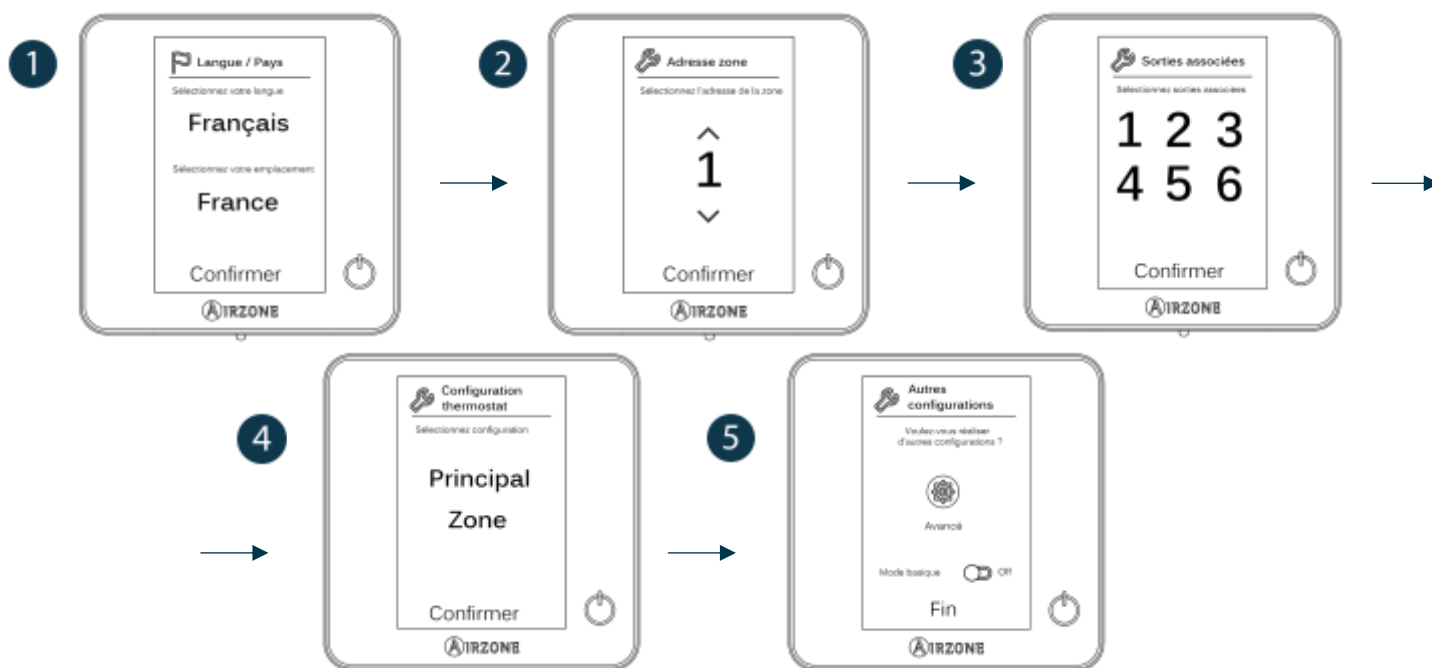 1
Langue / Pays
Sélectionnez votre langue
Français
Sélectionnez votre emplacement
France
Confirmer
AIRZONE
2
Adresse zone
Sélectionnez l'adresse de la zone
1
Confirmer
AIRZONE
3
Sorties associées
Sélectionnez sorties associées
1 2 3
4 5 6
Confirmer
AIRZONE
4
Configuration
thermostat
Sélectionnez configuration
Principal
Zone
Confirmer
AIRZONE
5
Autres
configurations
Voulez-vous réaliser
d'autres configurations ?
Avancé
Mode basique Off
Fin
AIRZONE